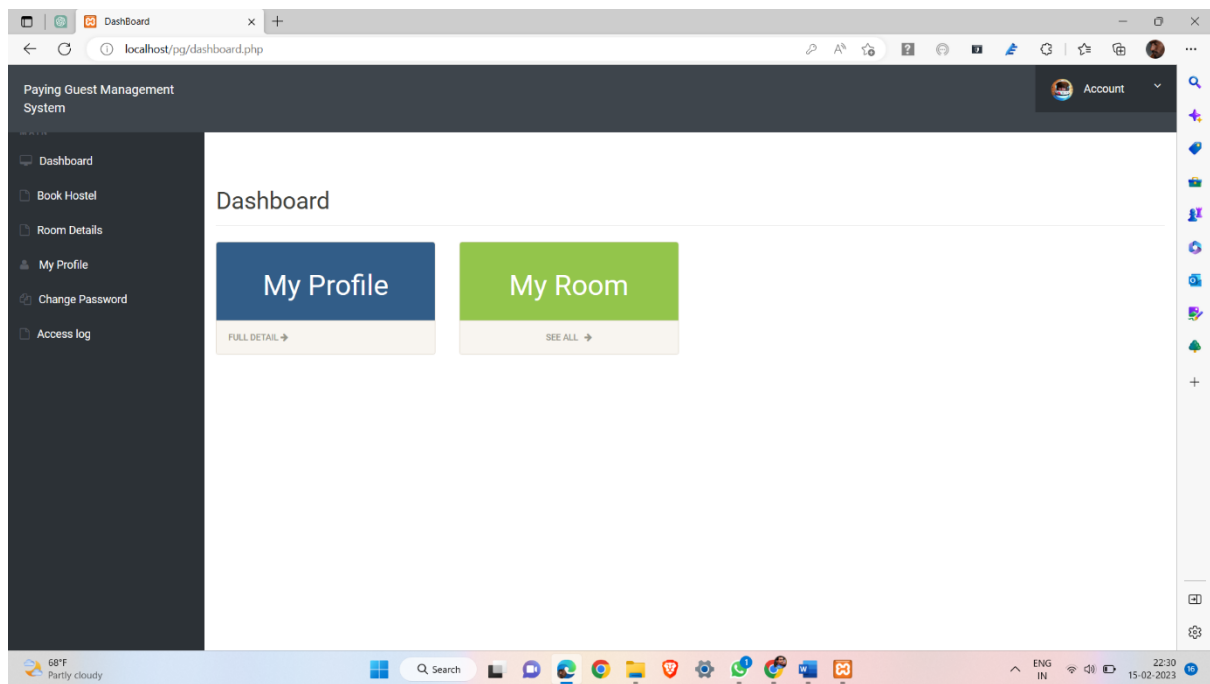 DashBoard
localhost/pg/dashboard.php
Paying Guest Management
System
Account
Dashboard
Book Hostel
Room Details
My Profile
Change Password
Access log
Dashboard
My Profile
My Room
FULL DETAIL
SEE ALL
68°F
Partly cloudy
Search
ENG
IN
22:30
15-02-2023
16